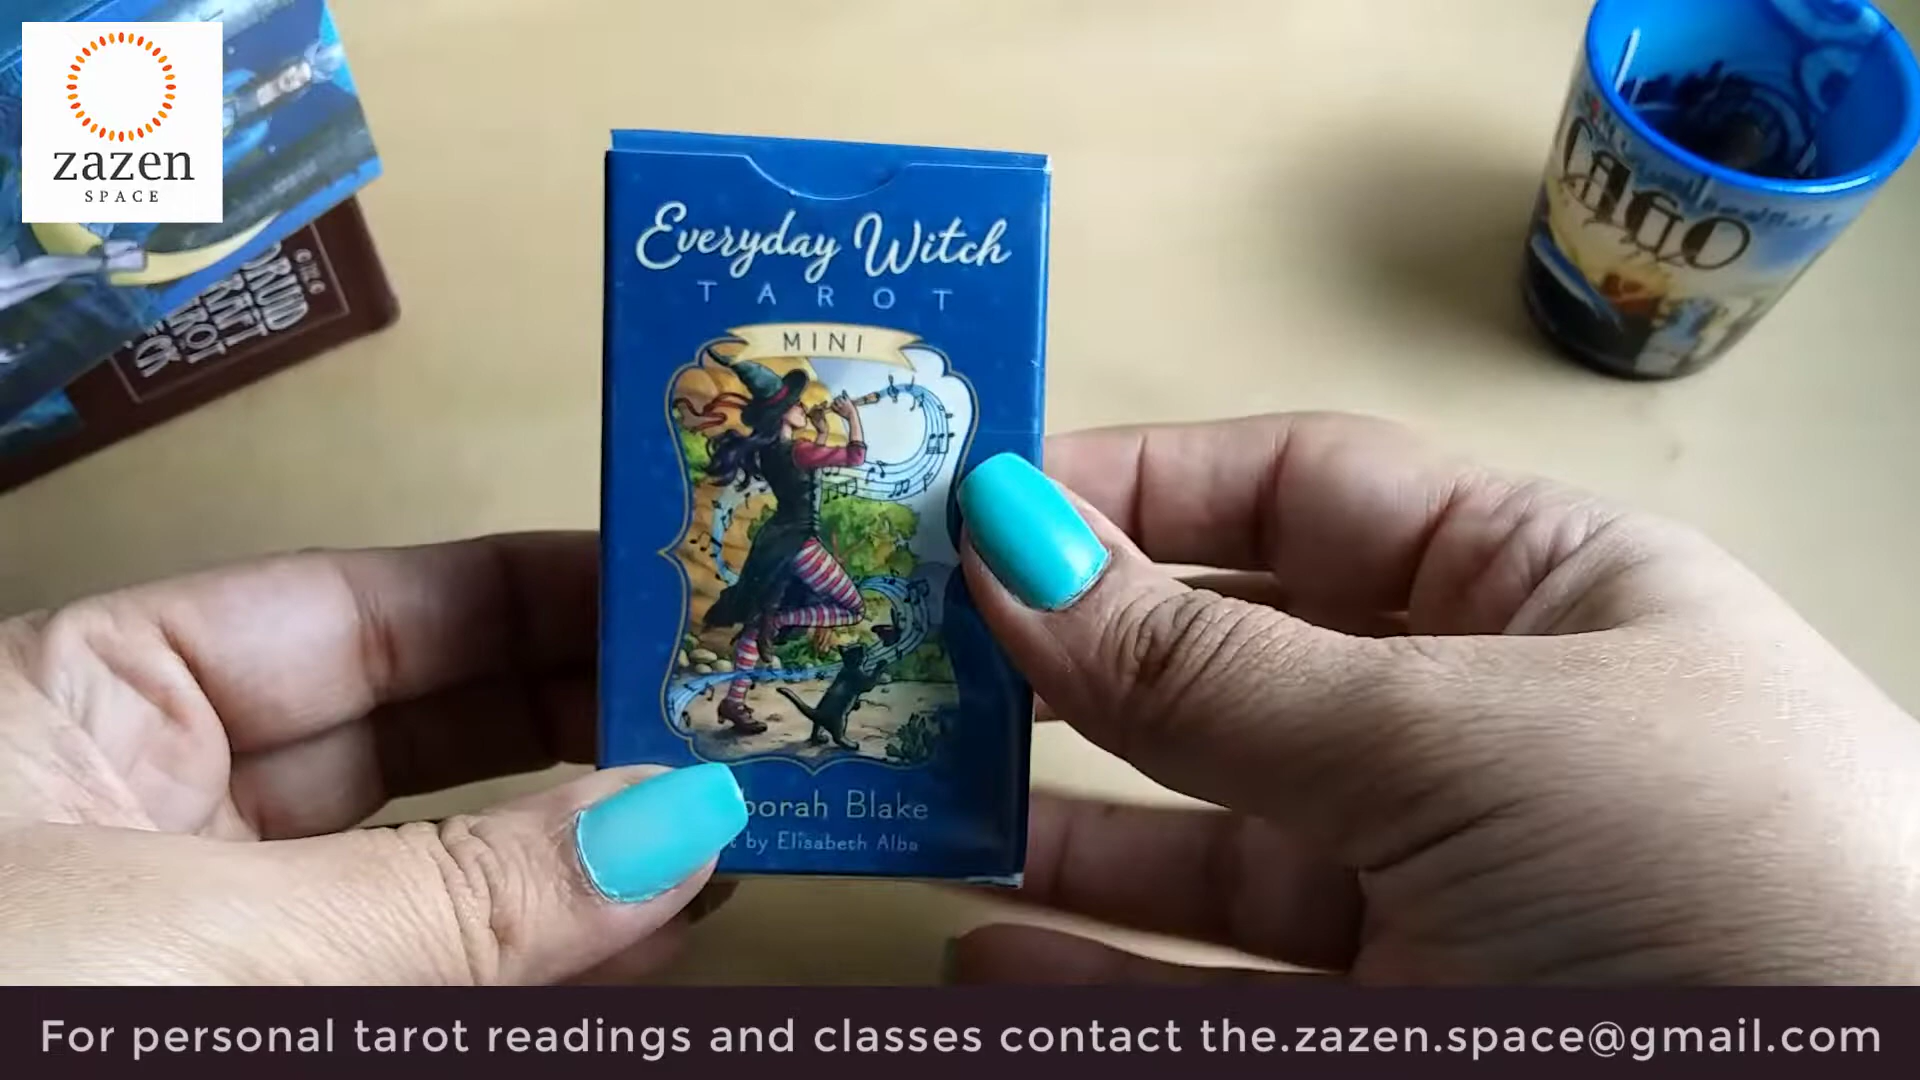 zazen
SPACE
Everyday Witch
TAROT
MINI
Blake
by Elisabeth Alba
For personal tarot readings and classes contact the.zazen.space@gmail.com